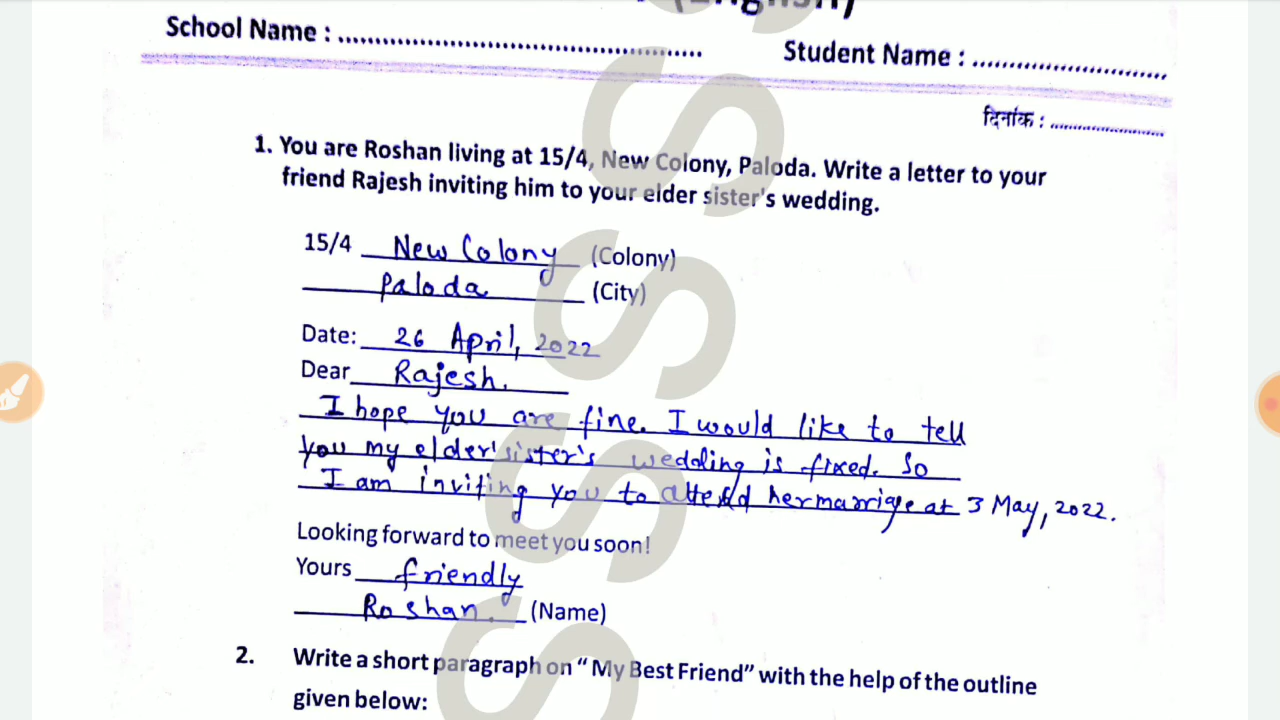 (English)
School Name : ............................................................ Student Name : ................................
दिनांक : ........................
1. You are Roshan living at 15/4, New Colony, Paloda. Write a letter to your
friend Rajesh inviting him to your elder sister's wedding.
15/4 New Colony (Colony)
Paloda (City)
Date: 26 April, 2022
Dear Rajesh.
I hope you are fine. I would like to tell
you my elder'sister's wedding is fixed. So
I am inviting you to attend her marrige at 3 May, 2022.
Looking forward to meet you soon!
Yours friendly
Roshan. (Name)
2. Write a short paragraph on “My Best Friend” with the help of the outline
given below: